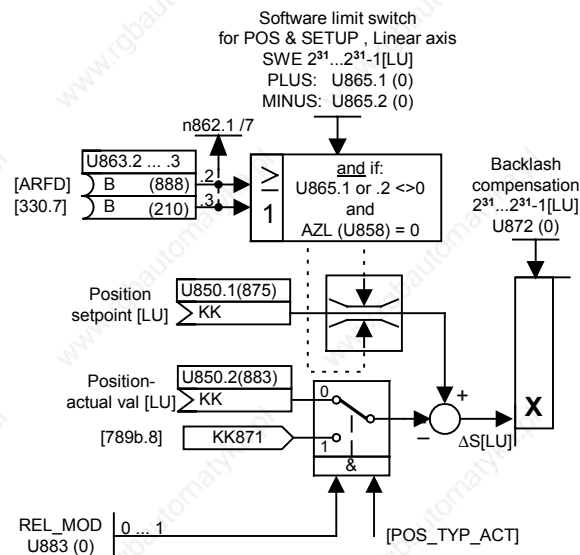 Software limit switch
for POS & SETUP , Linear axis
SWE 2³¹...2³¹-1[LU]
PLUS: U865.1 (0)
MINUS: U865.2 (0)
n862.1 /7
U863.2 ... .3
[ARFD]
B (888) .2
[330.7]
B (210) .3
≥
1
and if:
U865.1 or .2 <>0
and
AZL (U858) = 0
Backlash
compensation
2³¹...2³¹-1[LU]
U872 (0)
Position
setpoint [LU]
U850.1(875)
KK
Position-
actual val [LU]
U850.2(883)
KK
0
[789b.8]
KK871
1
&
+
−
ΔS[LU]
X
REL_MOD
U883 (0)
0 ... 1
[POS_TYP_ACT]
www.rgbautomatyka.pl